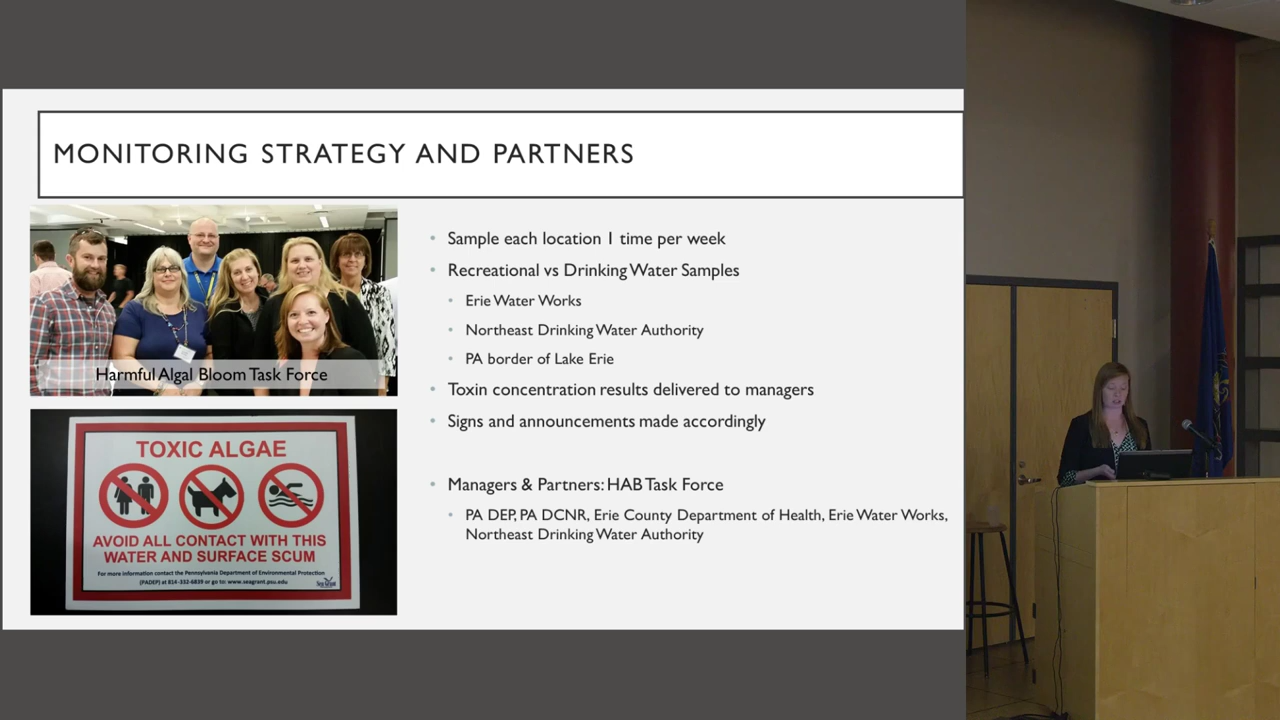 MONITORING STRATEGY AND PARTNERS
Harmful Algal Bloom Task Force
TOXIC ALGAE
AVOID ALL CONTACT WITH THIS
WATER AND SURFACE SCUM
For more information contact the Pennsylvania Department of Environmental Protection
(PADEP) at 814-332-6839 or go to: www.seagrant.psu.edu
Sea Grant
• Sample each location 1 time per week
• Recreational vs Drinking Water Samples
• Erie Water Works
• Northeast Drinking Water Authority
• PA border of Lake Erie
• Toxin concentration results delivered to managers
• Signs and announcements made accordingly
• Managers & Partners: HAB Task Force
• PA DEP, PA DCNR, Erie County Department of Health, Erie Water Works,
Northeast Drinking Water Authority